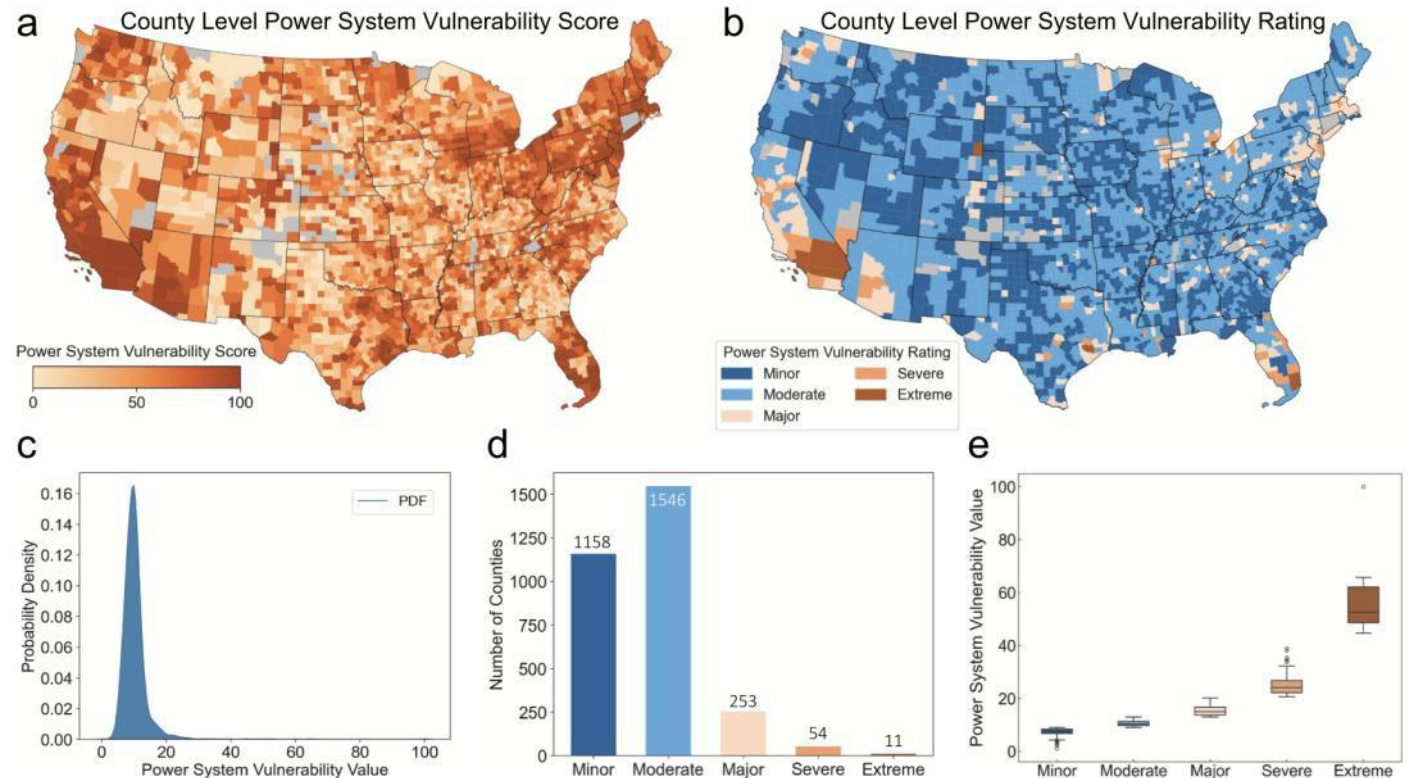 a
County Level Power System Vulnerability Score
Power System Vulnerability Score
0
50
100
b
County Level Power System Vulnerability Rating
Power System Vulnerability Rating
Minor
Severe
Moderate
Extreme
Major
c
Probability Density
0.16
0.14
0.12
0.10
0.08
0.06
0.04
0.02
0.00
PDF
0 20 40 60 80 100
Power System Vulnerability Value
d
Number of Counties
1500
1250
1000
750
500
250
0
1158
1546
253
54
11
Minor Moderate Major Severe Extreme
e
Power System Vulnerability Value
100
80
60
40
20
0
Minor Moderate Major Severe Extreme